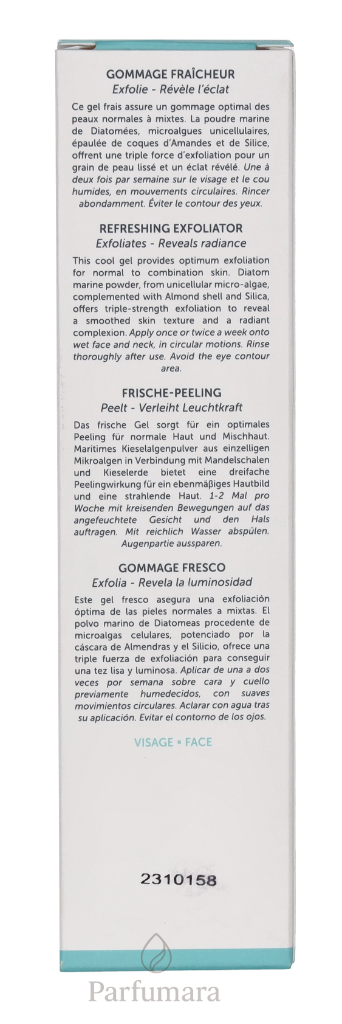 GOMMAGE FRAÎCHEUR
Exfolie - Révèle l'éclat
Ce gel frais assure un gommage optimal des
peaux normales à mixtes. La poudre marine
de Diatomées, microalgues unicellulaires,
épaulée de coques d'Amandes et de Silice,
offrent une triple force d'exfoliation pour un
grain de peau lissé et un éclat révélé. Une à
deux fois par semaine sur le visage et le cou
humides, en mouvements circulaires. Rincer
abondamment. Éviter le contour des yeux.
REFRESHING EXFOLIATOR
Exfoliates - Reveals radiance
This cool gel provides optimum exfoliation
for normal to combination skin. Diatom
marine powder, from unicellular micro-algae,
complemented with Almond shell and Silica,
offers triple-strength exfoliation to reveal
a smoothed skin texture and a radiant
complexion. Apply once or twice a week onto
wet face and neck, in circular motions. Rinse
thoroughly after use. Avoid the eye contour
area.
FRISCHE-PEELING
Peelt - Verleiht Leuchtkraft
Das frische Gel sorgt für ein optimales
Peeling für normale Haut und Mischhaut.
Maritimes Kieselalgenpulver aus einzelligen
Mikroalgen in Verbindung mit Mandelschalen
und Kieselerde bietet eine dreifache
Peelingwirkung für ein ebenmäßiges Hautbild
und eine strahlende Haut. 1-2 Mal pro
Woche mit kreisenden Bewegungen auf das
angefeuchtete Gesicht und den Hals
auftragen. Mit reichlich Wasser abspülen.
Augenpartie aussparen.
GOMMAGE FRESCO
Exfolia - Revela la luminosidad
Este gel fresco asegura una exfoliación
óptima de las pieles normales a mixtas. El
polvo marino de Diatomeas procedente de
microalgas celulares, potenciado por la
cáscara de Almendras y el Silicio, ofrece una
triple fuerza de exfoliación para conseguir
una tez lisa y luminosa. Aplicar de una a dos
veces por semana sobre cara y cuello
previamente humedecidos, con suaves
movimientos circulares. Aclarar con agua tras
su aplicación. Evitar el contorno de los ojos.
VISAGE • FACE
2310158
Parfumara